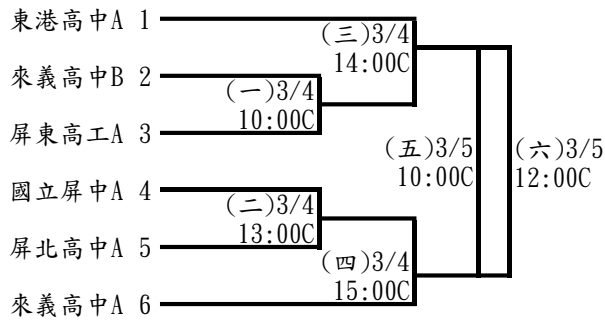 東港高中A 1
(三)3/4
14:00C
來義高中B 2
(一)3/4
10:00C
屏東高工A 3
(五)3/5
10:00C
(六)3/5
12:00C
國立屏中A 4
(二)3/4
13:00C
屏北高中A 5
(四)3/4
15:00C
來義高中A 6